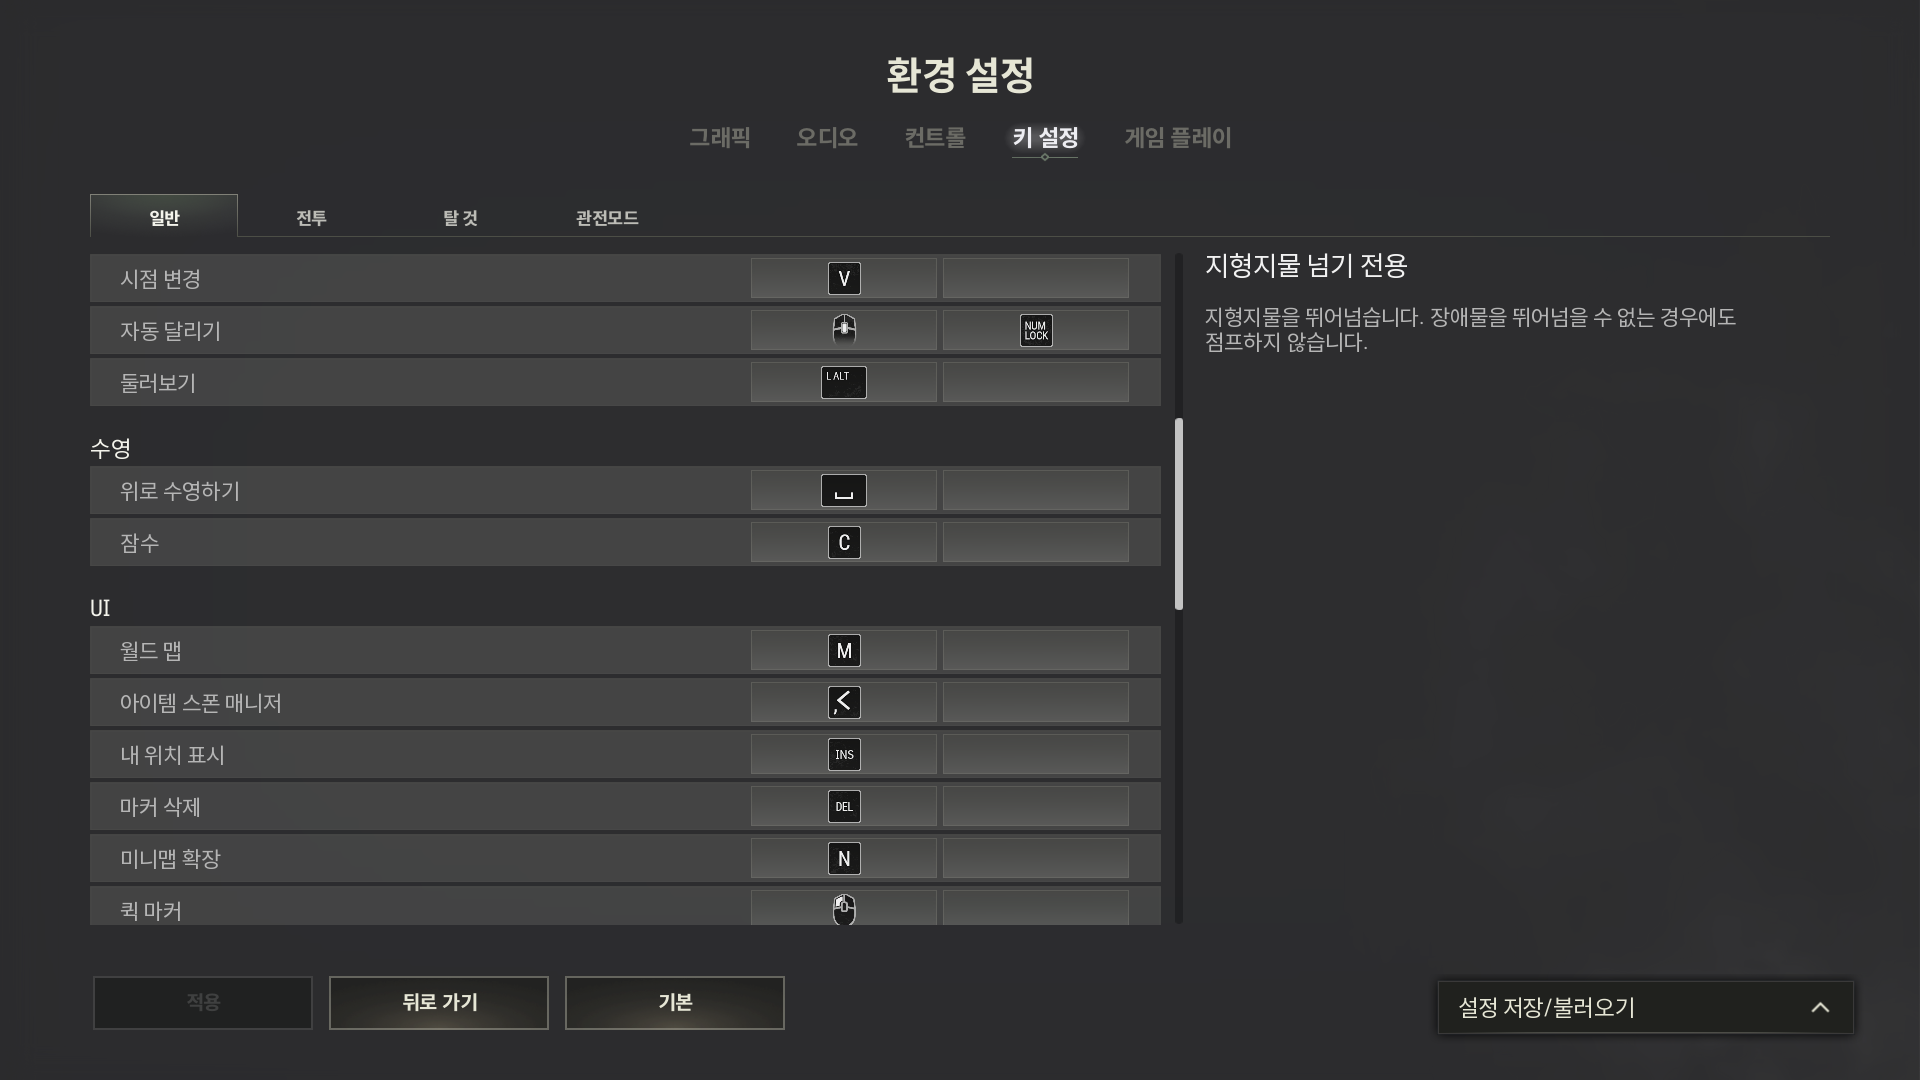 환경 설정
그래픽 오디오 컨트롤 키 설정 게임 플레이
일반 전투 탈 것 관전모드
시점 변경 V
자동 달리기 NUM LOCK
둘러보기 L ALT
수영
위로 수영하기
잠수 C
UI
월드 맵 M
아이템 스폰 매니저 , <
내 위치 표시 INS
마커 삭제 DEL
미니맵 확장 N
퀵 마커
지형지물 넘기 전용
지형지물을 뛰어넘습니다. 장애물을 뛰어넘을 수 없는 경우에도
점프하지 않습니다.
적용 뒤로 가기 기본
설정 저장/불러오기